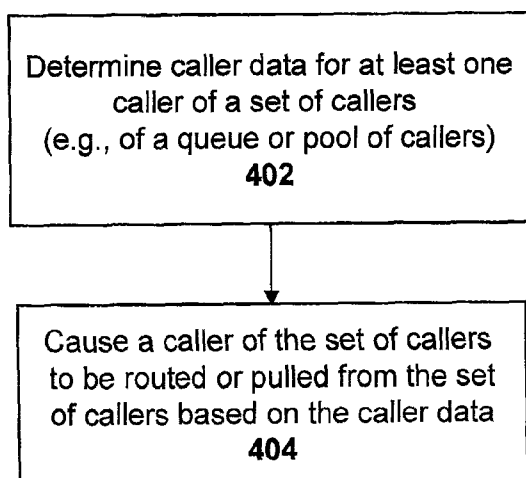 Determine caller data for at least one
caller of a set of callers
(e.g., of a queue or pool of callers)
402
Cause a caller of the set of callers
to be routed or pulled from the set
of callers based on the caller data
404